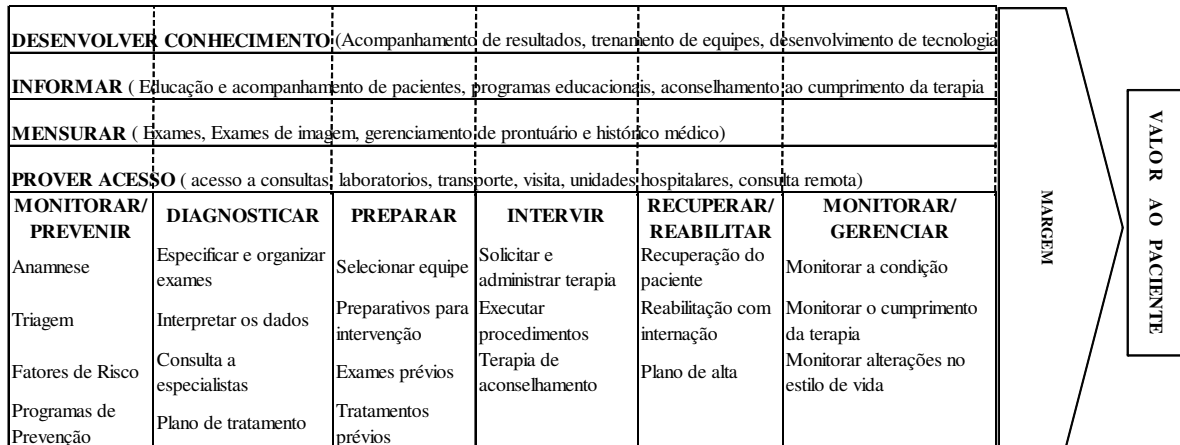 DESENVOLVER CONHECIMENTO (Acompanhamento de resultados, trenamento de equipes, desenvolvimento de tecnologia
INFORMAR ( Educação e acompanhamento de pacientes, programas educacionais, aconselhamento ao cumprimento da terapia
MENSURAR ( Exames, Exames de imagem, gerenciamento de prontuário e histórico médico)
PROVER ACESSO ( acesso a consultas, laboratorios, transporte, visita, unidades hospitalares, consulta remota)
MONITORAR/
PREVENIR
Anamnese
Triagem
Fatores de Risco
Programas de
Prevenção
DIAGNOSTICAR
Especificar e organizar
exames
Interpretar os dados
Consulta a
especialistas
Plano de tratamento
PREPARAR
Selecionar equipe
Preparativos para
intervenção
Exames prévios
Tratamentos
prévios
INTERVIR
Solicitar e
administrar terapia
Executar
procedimentos
Terapia de
aconselhamento
RECUPERAR/
REABILITAR
Recuperação do
paciente
Reabilitação com
internação
Plano de alta
MONITORAR/
GERENCIAR
Monitorar a condição
Monitorar o cumprimento
da terapia
Monitorar alterações no
estilo de vida
MARGEM
VALOR AO PACIENTE